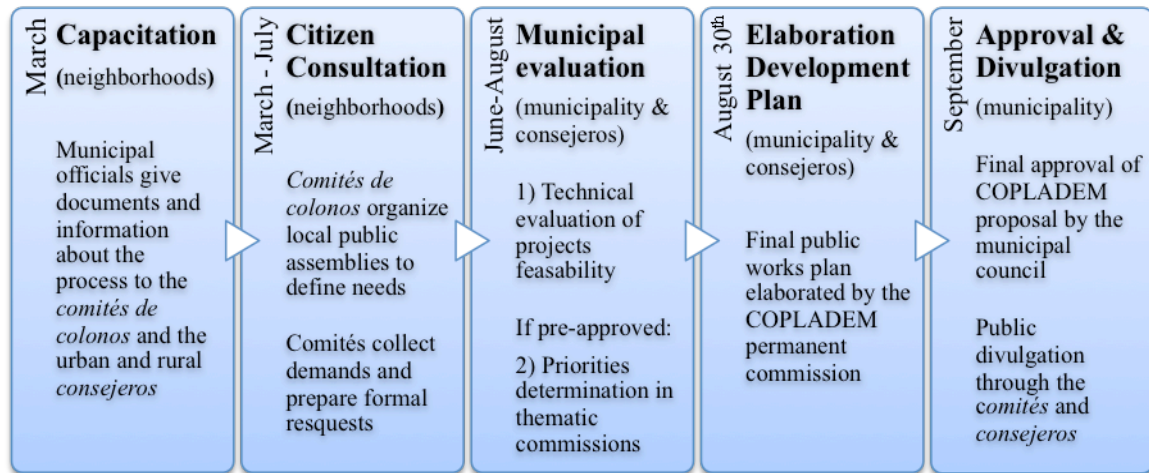 March
Capacitation
(neighborhoods)
Municipal
officials give
documents and
information
about the
process to the
comités de
colonos and the
urban and rural
consejeros
March - July
Citizen
Consultation
(neighborhoods)
Comités de
colonos organize
local public
assemblies to
define needs
Comités collect
demands and
prepare formal
resquests
June-August
Municipal
evaluation
(municipality &
consejeros)
1) Technical
evaluation of
projects
feasability
If pre-approved:
2) Priorities
determination in
thematic
commissions
August 30th
Elaboration
Development
Plan
(municipality &
consejeros)
Final public
works plan
elaborated by the
COPLADEM
permanent
commission
September
Approval &
Divulgation
(municipality)
Final approval of
COPLADEM
proposal by the
municipal
council
Public
divulgation
through the
comités and
consejeros